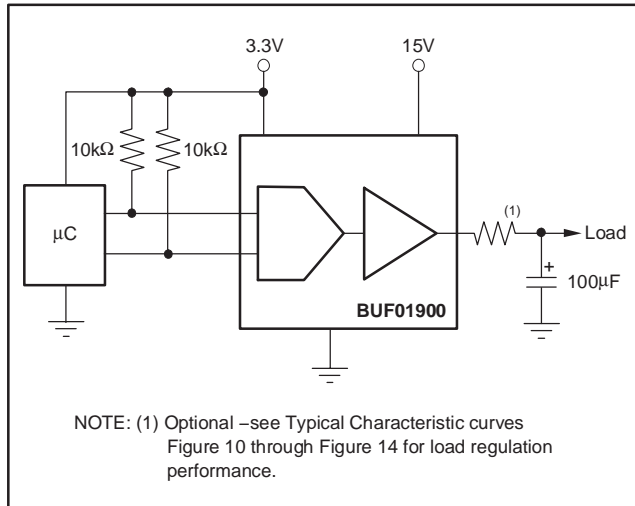 3.3V
15V
10kΩ
10kΩ
μC
(1)
Load
+
100μF
BUF01900
NOTE: (1) Optional −see Typical Characteristic curves
Figure 10 through Figure 14 for load regulation
performance.